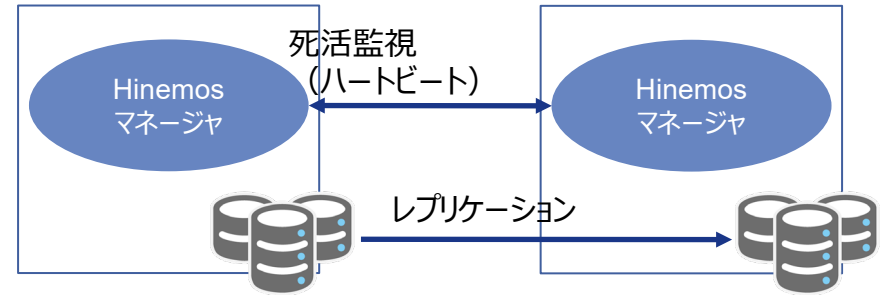 死活監視
（ハートビート）
Hinemos
マネージャ
Hinemos
マネージャ
レプリケーション